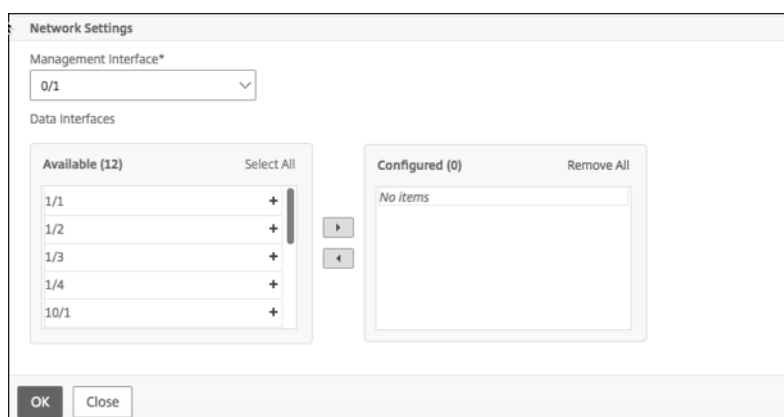 Network Settings
Management Interface*
0/1
Data Interfaces
Available (12) Select All
1/1 +
1/2 +
1/3 +
1/4 +
10/1 +
Configured (0) Remove All
No items
OK Close